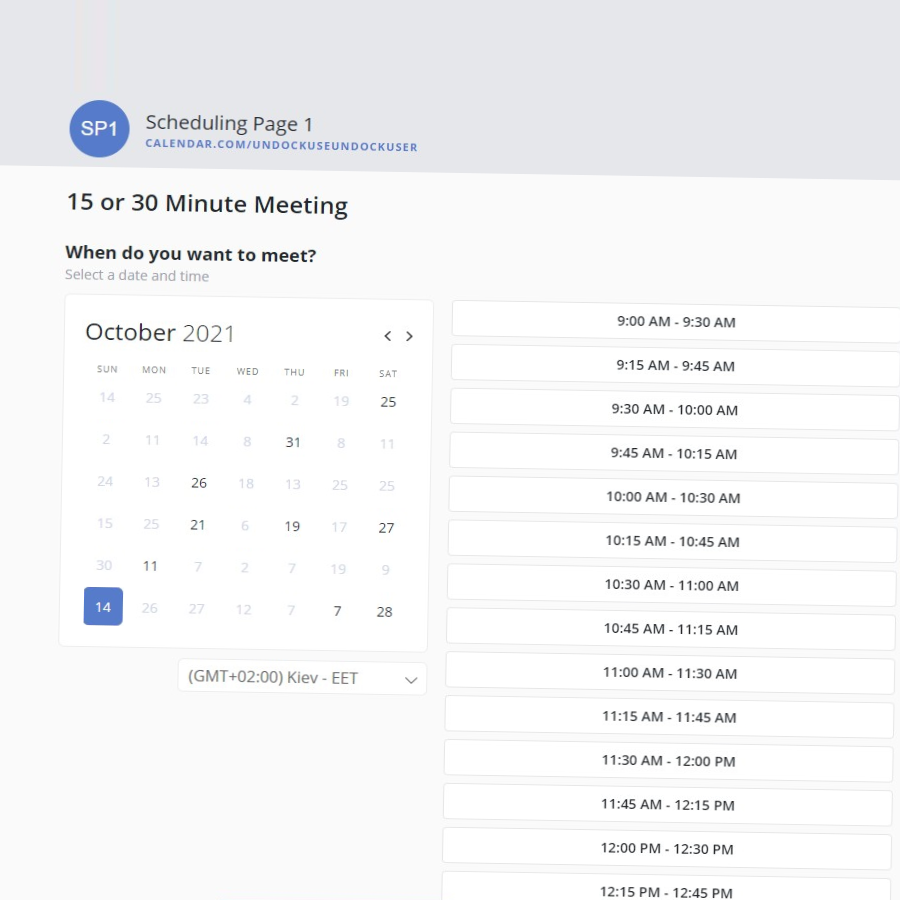 SP1
Scheduling Page 1
CALENDAR.COM/UNDOCKUSEUNDOCKUSER
15 or 30 Minute Meeting
When do you want to meet?
Select a date and time
October 2021
SUN MON TUE WED THU FRI SAT
14 25 23 4 2 19 25
2 11 14 8 31 8 11
24 13 26 18 13 25 25
15 25 21 6 19 17 27
30 11 7 2 7 19 9
14 26 27 12 7 7 28
(GMT+02:00) Kiev - EET
9:00 AM - 9:30 AM
9:15 AM - 9:45 AM
9:30 AM - 10:00 AM
9:45 AM - 10:15 AM
10:00 AM - 10:30 AM
10:15 AM - 10:45 AM
10:30 AM - 11:00 AM
10:45 AM - 11:15 AM
11:00 AM - 11:30 AM
11:15 AM - 11:45 AM
11:30 AM - 12:00 PM
11:45 AM - 12:15 PM
12:00 PM - 12:30 PM
12:15 PM - 12:45 PM